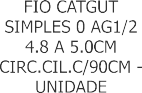 FIO CATGUT
SIMPLES 0 AG1/2
4.8 A 5.0CM
CIRC.CIL.C/90CM -
UNIDADE